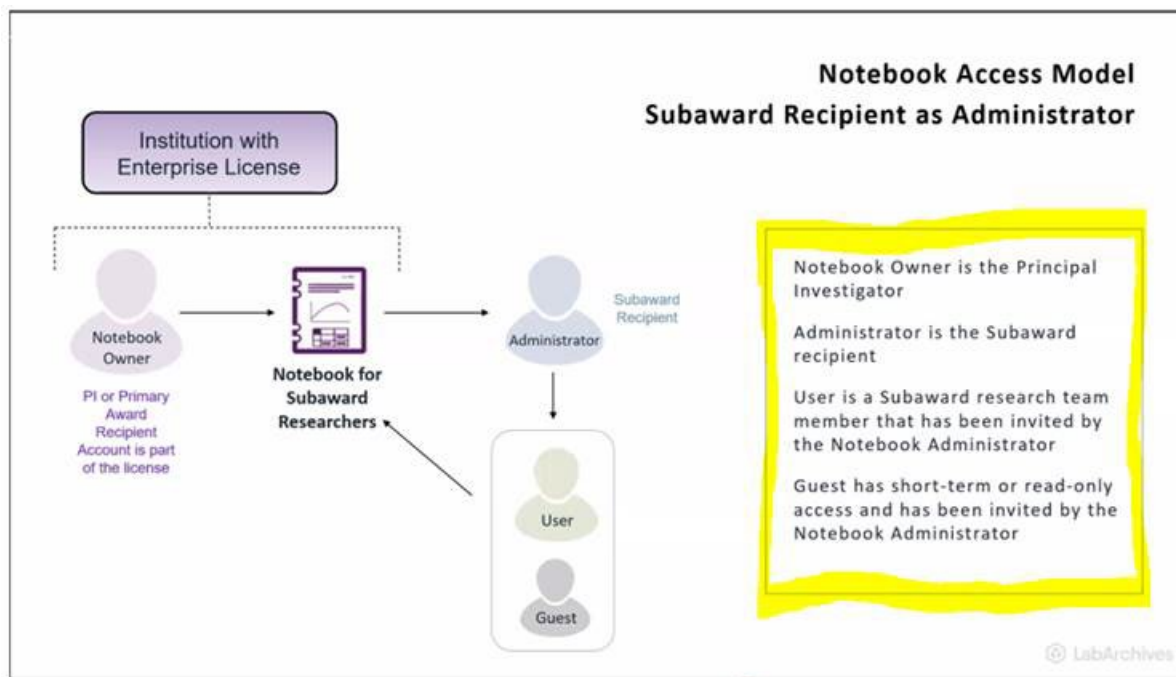 Notebook Access Model
Subaward Recipient as Administrator
Institution with
Enterprise License
Notebook
Owner
PI or Primary
Award
Recipient
Account is part
of the license
Notebook for
Subaward
Researchers
Administrator
Subaward
Recipient
User
Guest
Notebook Owner is the Principal
Investigator
Administrator is the Subaward
recipient
User is a Subaward research team
member that has been invited by
the Notebook Administrator
Guest has short-term or read-only
access and has been invited by the
Notebook Administrator
LabArchives